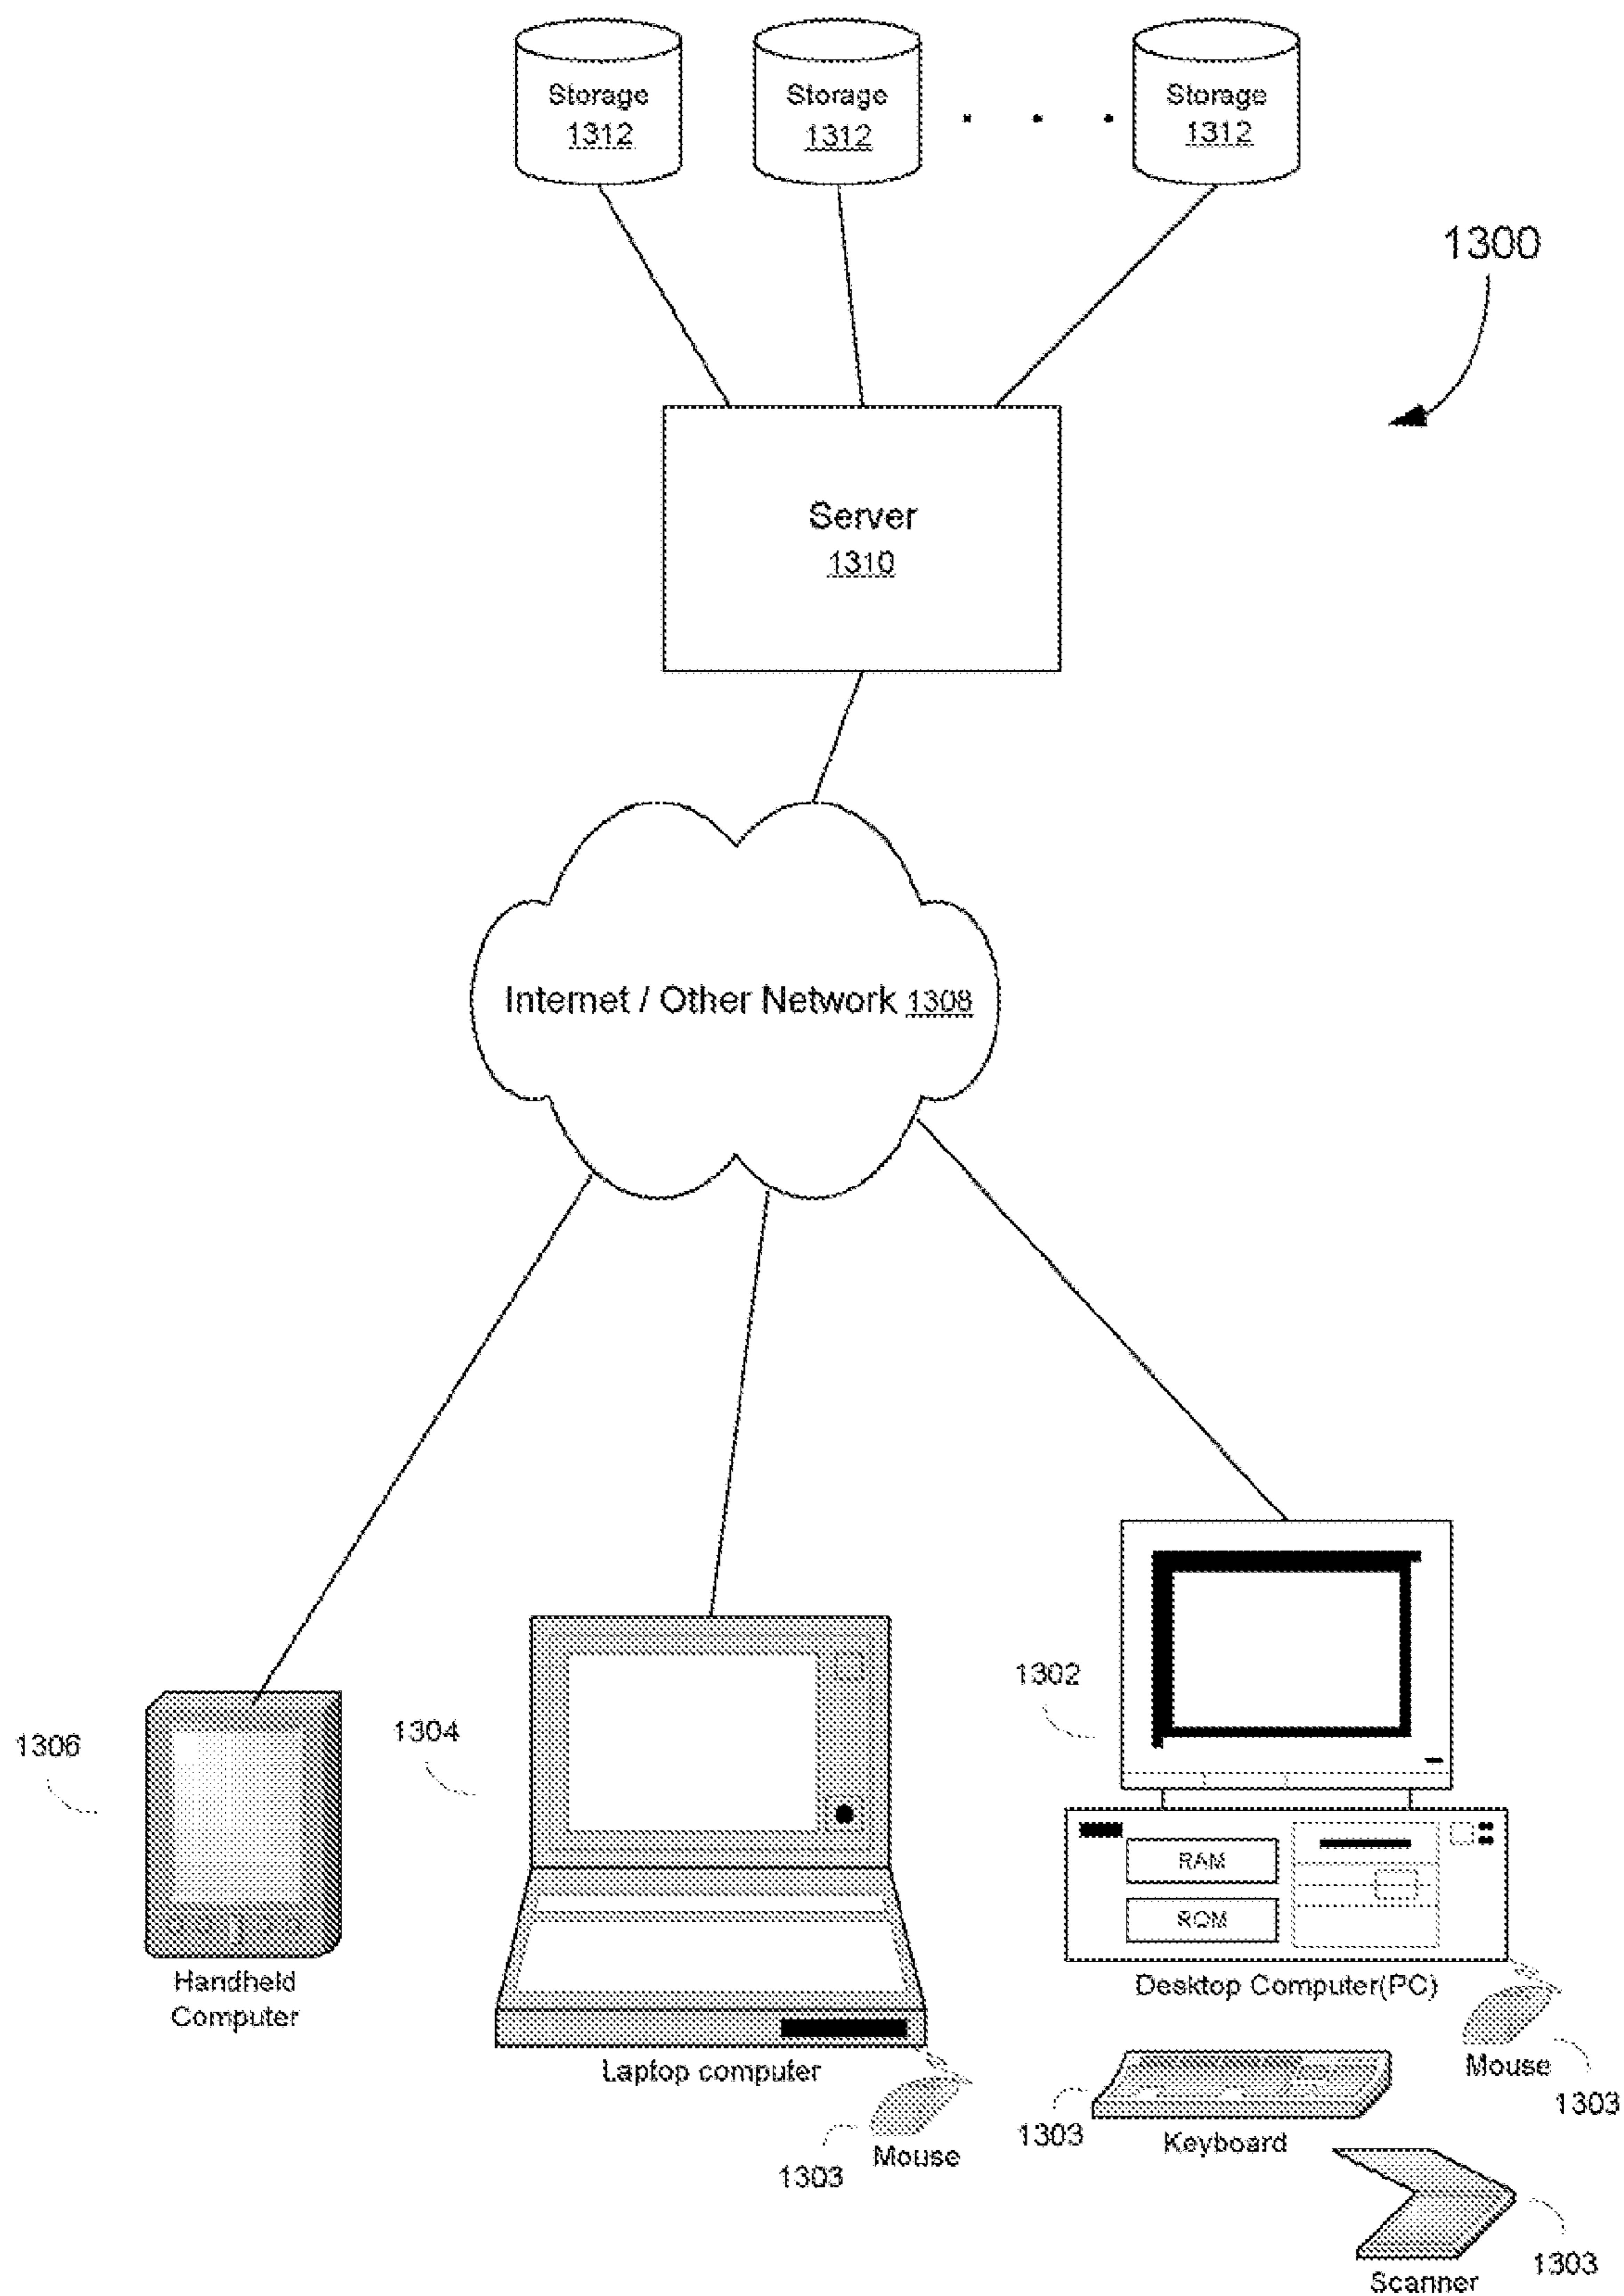 Storage
1312
Storage
1312
Storage
1312
1300
Server
1310
Internet / Other Network 1308
1302
1304
1306
RAM
ROM
Handheld
Computer
Desktop Computer(PC)
Laptop computer
Mouse
1303
1303
Keyboard
1303
Mouse
1303
Scanner